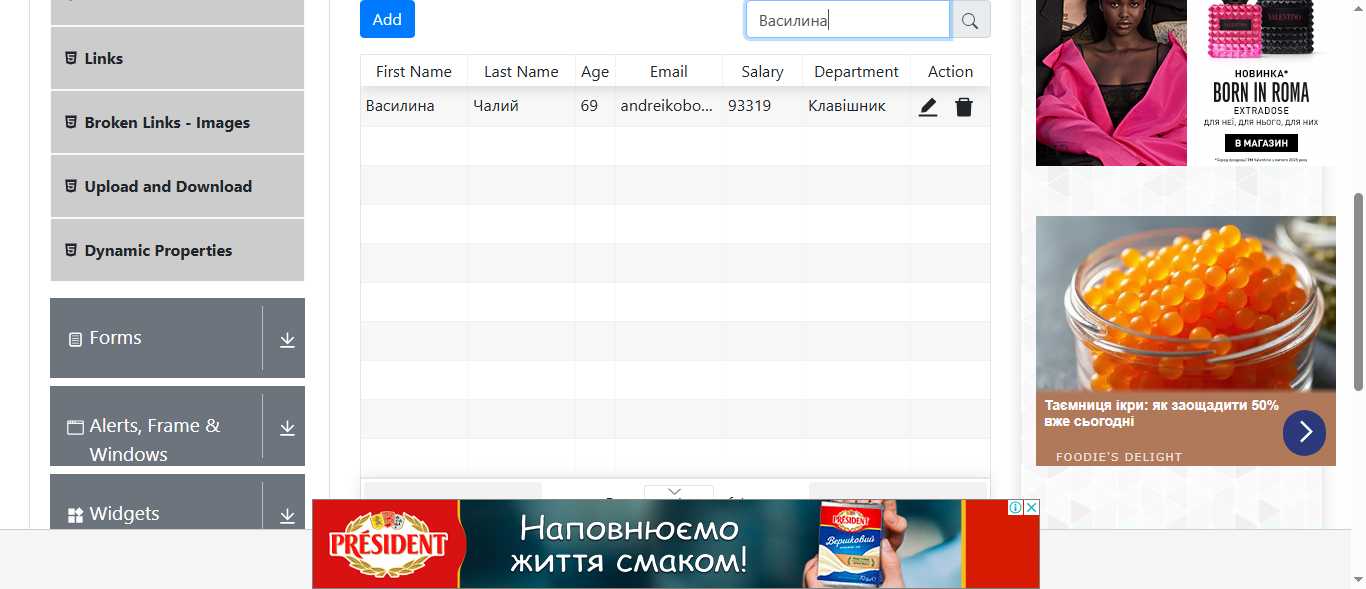 Add
Василина
Links
Broken Links - Images
Upload and Download
Dynamic Properties
Forms
Alerts, Frame &
Windows
Widgets
First Name Last Name Age Email Salary Department Action
Василина Чалий 69 andreikobo... 93319 Клавішник
VALENTINO
НОВИНКА*
BORN IN ROMA
EXTRADOSE
ДЛЯ НЕЇ, ДЛЯ НЬОГО, ДЛЯ НИХ
В МАГАЗИН
Таємниця ікри: як заощадити 50%
вже сьогодні
FOODIE'S DELIGHT
PRÉSIDENT
Наповнюємо
життя смаком!
PRÉSIDENT
Вершковий